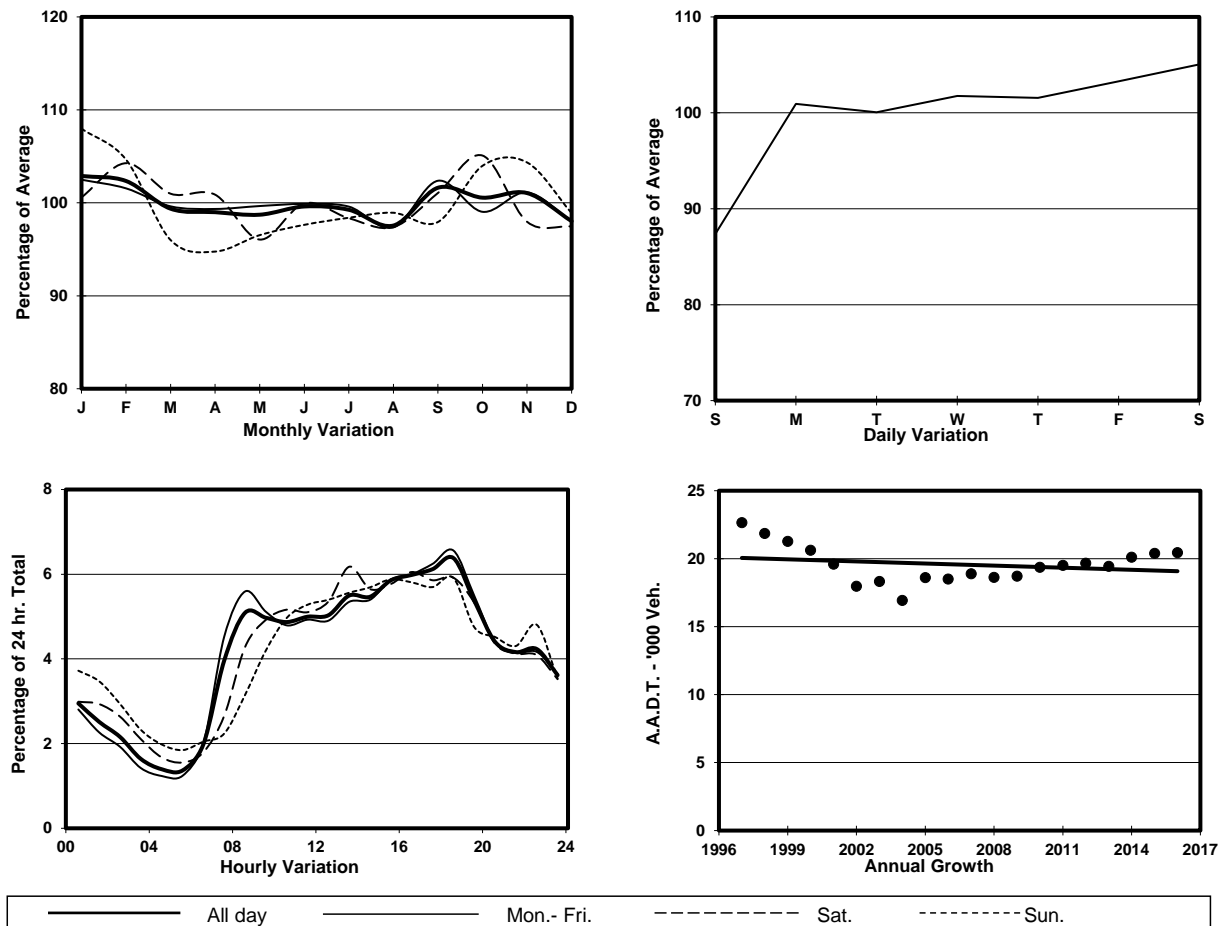 120
110
100
90
80
Percentage of Average
J F M A M J J A S O N D
Monthly Variation
110
100
90
80
70
Percentage of Average
S M T W T F S
Daily Variation
8
6
4
2
0
Percentage of 24 hr. Total
00 04 08 12 16 20 24
Hourly Variation
25
20
15
10
5
0
A.A.D.T. - '000 Veh.
1996 1999 2002 2005 2008 2011 2014 2017
Annual Growth
All day Mon.- Fri. Sat. Sun.